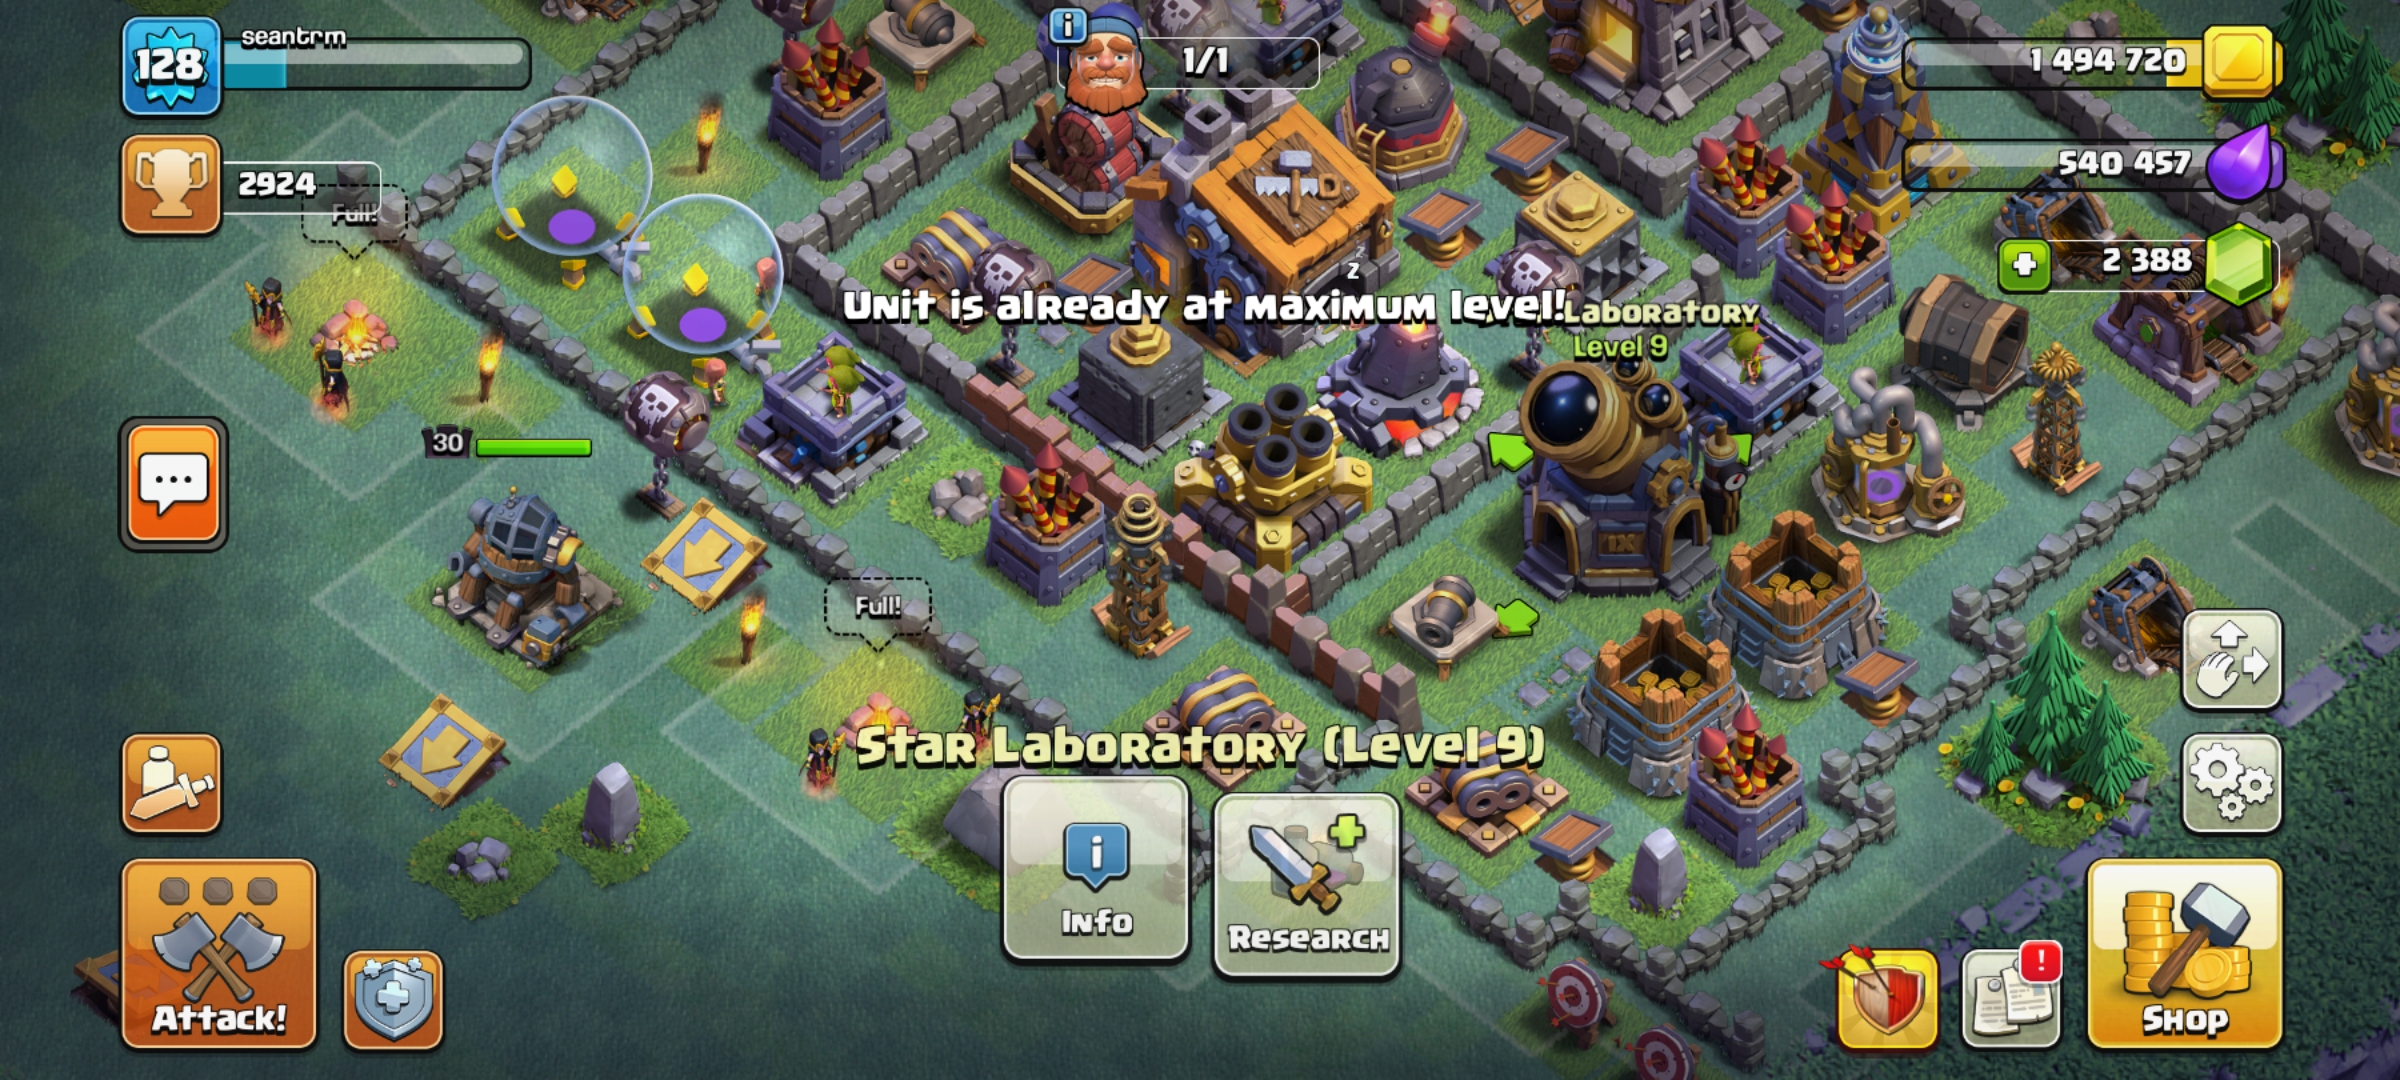 128
seantrm
1/1
1 494 720
2924
540 457
Full!
2 388
z
z
Unit is already at maximum level!
Laboratory
Level 9
30
IX
Full!
Star Laboratory (Level 9)
i
Info
Research
Attack!
!
Shop